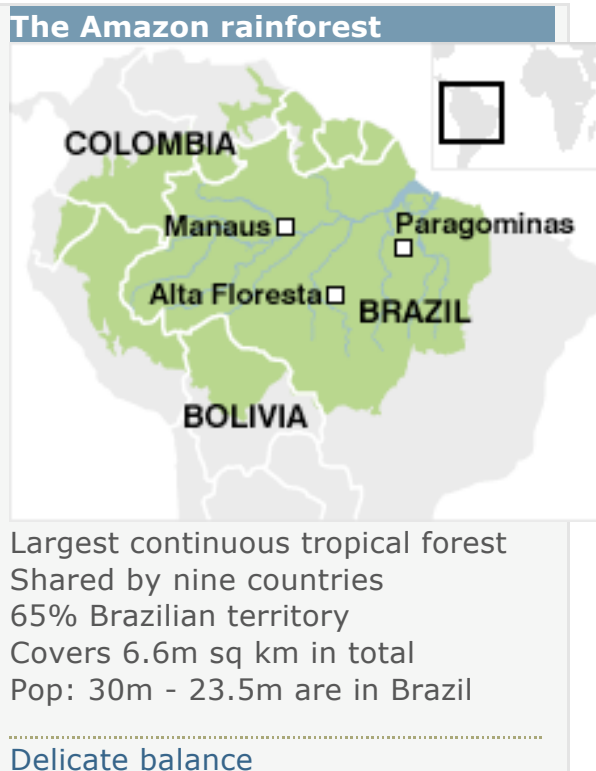 The Amazon rainforest
COLOMBIA
Manaus
Paragominas
Alta Floresta
BRAZIL
BOLIVIA
Largest continuous tropical forest
Shared by nine countries
65% Brazilian territory
Covers 6.6m sq km in total
Pop: 30m - 23.5m are in Brazil
Delicate balance